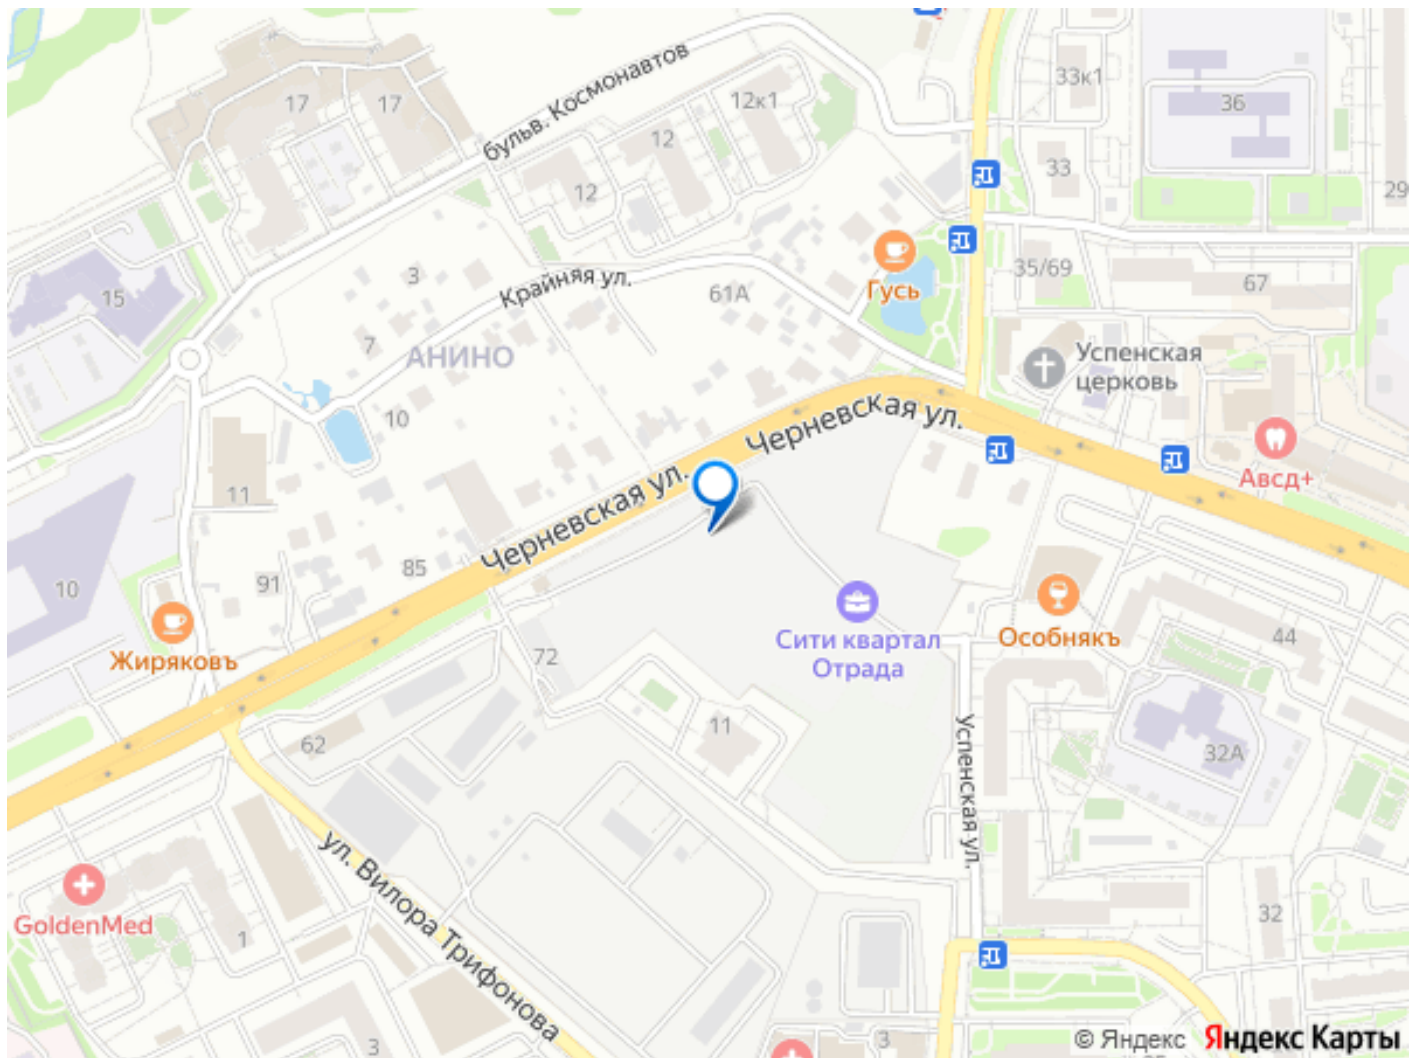 33к1
36
17
17
бульв. Космонавтов
12к1
12
12
33
29
15
3
Крайняя ул.
61А
Гусь
35/69
67
7
АНИНО
Успенская
церковь
10
Черневская ул.
Авсд+
11
Черневская ул.
10
91
85
Жиряковъ
Сити квартал
Отрада
Особнякъ
44
72
62
11
Успенская ул.
32А
ул. Вилора Трифонова
GoldenMed
1
32
3
3
© Яндекс Яндекс Карты